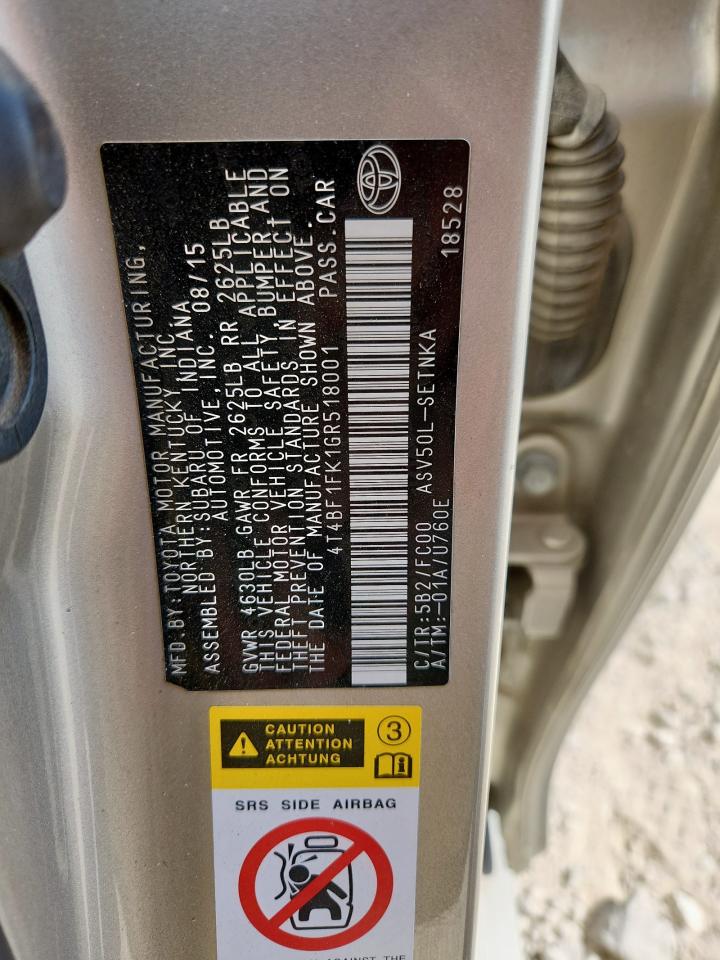 MFD. BY: TOYOTA MOTOR MANUFACTURING,
NORTHERN KENTUCKY, INC.
ASSEMBLED BY: SUBARU OF INDIANA
AUTOMOTIVE, INC. 08/15
GVWR 4630LB GAWR FR 2625LB RR 2625LB
THIS VEHICLE CONFORMS TO ALL APPLICABLE
FEDERAL MOTOR VEHICLE SAFETY, BUMPER AND
THEFT PREVENTION STANDARDS IN EFFECT ON
THE DATE OF MANUFACTURE SHOWN ABOVE.
4T4BF1FK1GR518001 PASS.CAR
C/TR:5B2/FC00 ASV50L-SETNKA 18528
A/TM:-01A/U760E
CAUTION
ATTENTION
ACHTUNG
3
SRS SIDE AIRBAG
AGAINST THE